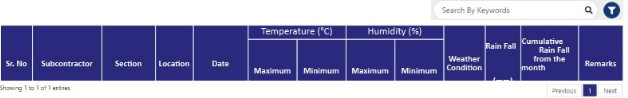 Search By Keywords
Temperature (°C) Humidity (%)
Sr. No Subcontractor Section Location Date Maximum Minimum Maximum Minimum Weather Condition Rain Fall (mm) Cumulative Rain Fall from the month Remarks
Showing 1 to 1 of 1 entries
Previous 1 Next